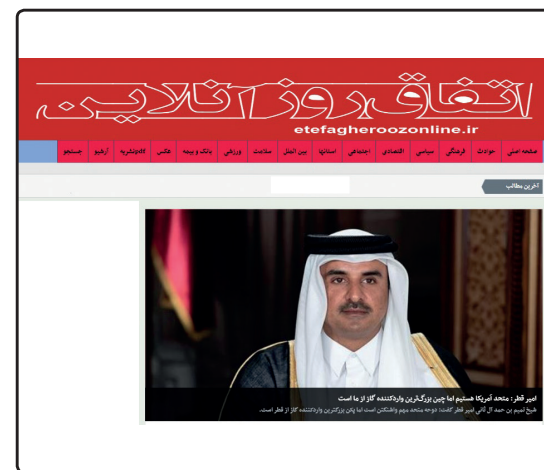 اتفاق روز آنلاین
etefagheroozonline.ir
صفحه اصلی حوادث فرهنگی سیاسی اقتصادی اجتماعی استانها بین الملل سلامت ورزشی بانک و بیمه عکس pdfنشریه آرشیو جستجو
آخرین مطالب
امیر قطر: متحد آمریکا هستیم اما چین بزرگ‌ترین واردکننده گاز از ما است
شیخ تمیم بن حمد آل ثانی امیر قطر گفت: دوحه متحد مهم واشنگتن است اما پکن بزرگترین واردکننده گاز از قطر است.